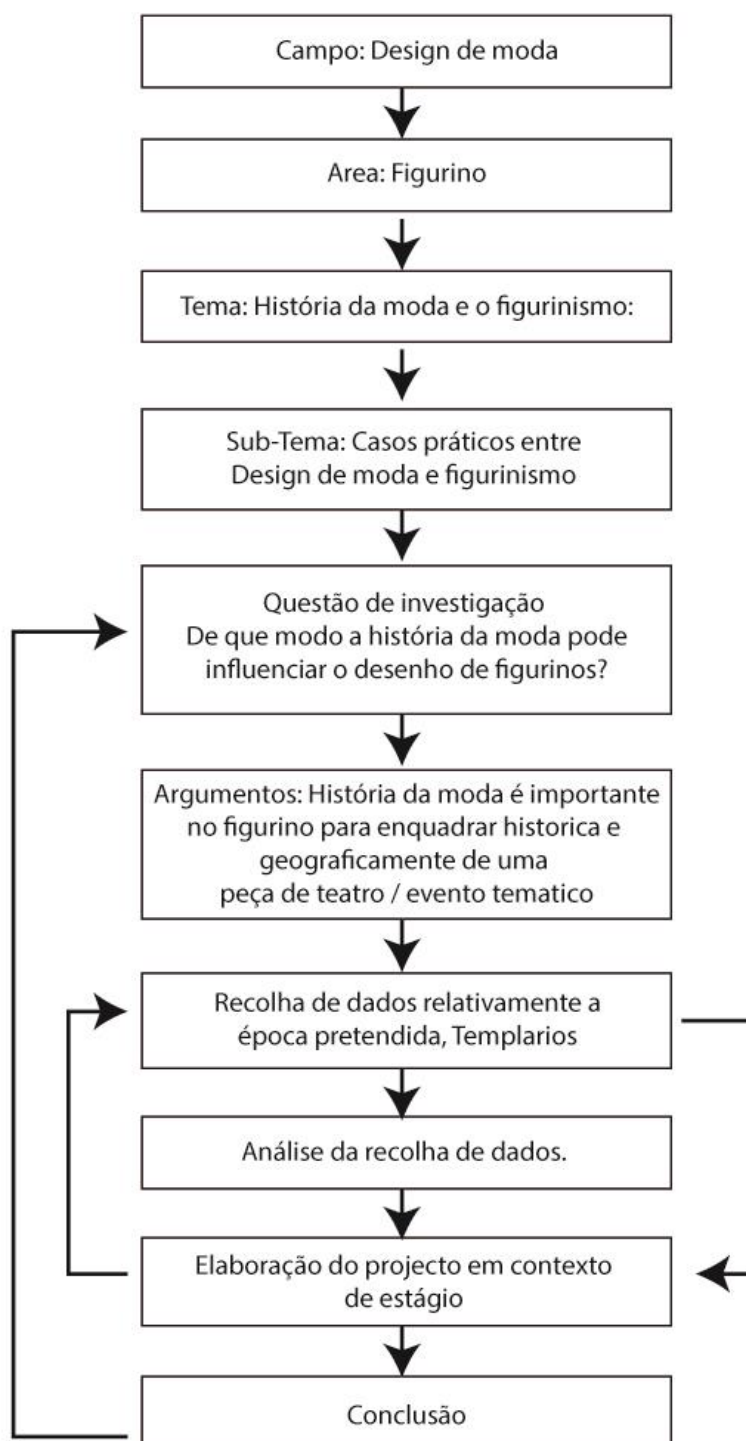 Campo: Design de moda
Area: Figurino
Tema: História da moda e o figurinismo:
Sub-Tema: Casos práticos entre
Design de moda e figurinismo
Questão de investigação
De que modo a história da moda pode
influenciar o desenho de figurinos?
Argumentos: História da moda é importante
no figurino para enquadrar historica e
geograficamente de uma
peça de teatro / evento tematico
Recolha de dados relativamente a
época pretendida, Templarios
Análise da recolha de dados.
Elaboração do projecto em contexto
de estágio
Conclusão